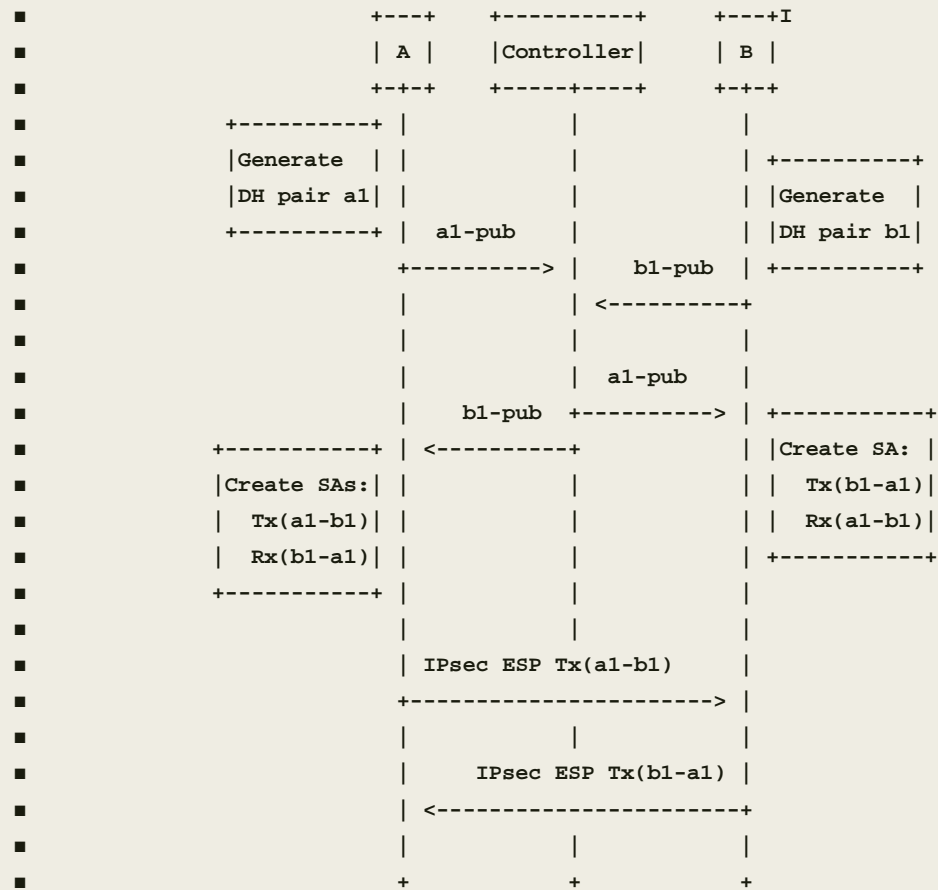 ■                          +---+    +----------+     +---+I
■                          | A |    |Controller|     | B |
■                          +-+-+    +-----+----+     +-+-+
■               +----------+ |            |            |
■               |Generate  | |            |            | +----------+
■               |DH pair a1| |            |            | |Generate  |
■               +----------+ |  a1-pub    |            | |DH pair b1|
■                            +----------> |    b1-pub  | +----------+
■                            |            | <----------+
■                            |            |            |
■                            |            |  a1-pub    |
■                            |    b1-pub  +----------> | +-----------+
■              +-----------+ | <----------+            | |Create SA: |
■              |Create SAs:| |            |            | |  Tx(b1-a1)|
■              |  Tx(a1-b1)| |            |            | |  Rx(a1-b1)|
■              |  Rx(b1-a1)| |            |            | +-----------+
■              +-----------+ |            |            |
■                            |            |            |
■                            | IPsec ESP Tx(a1-b1)     |
■                            +-----------------------> |
■                            |            |            |
■                            |     IPsec ESP Tx(b1-a1) |
■                            | <-----------------------+
■                            |            |            |
■                            +            +            +